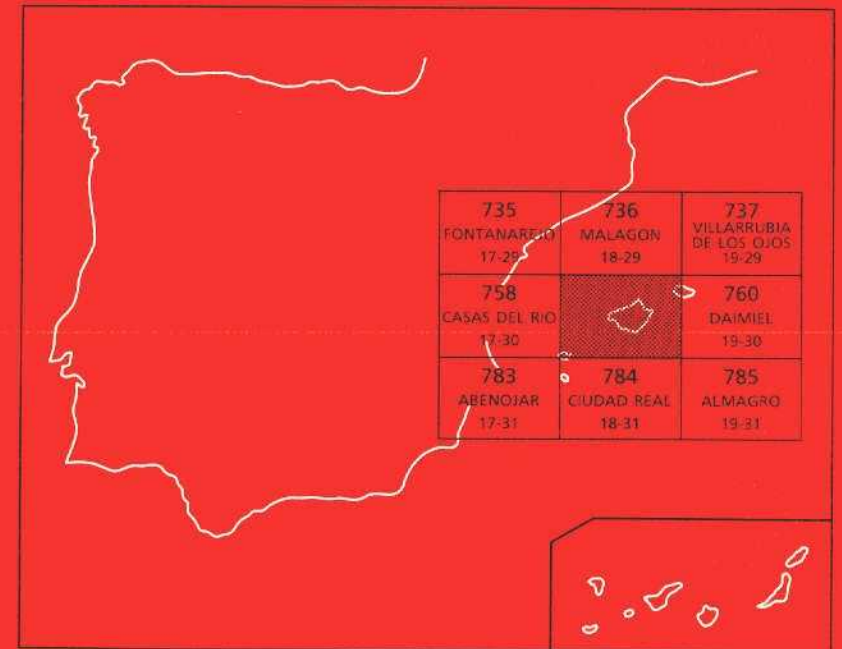 735
FONTANAREJO
17-29
736
MALAGON
18-29
737
VILLARRUBIA
DE LOS OJOS
19-29
758
CASAS DEL RIO
17-30
760
DAIMIEL
19-30
783
ABENOJAR
17-31
784
CIUDAD REAL
18-31
785
ALMAGRO
19-31